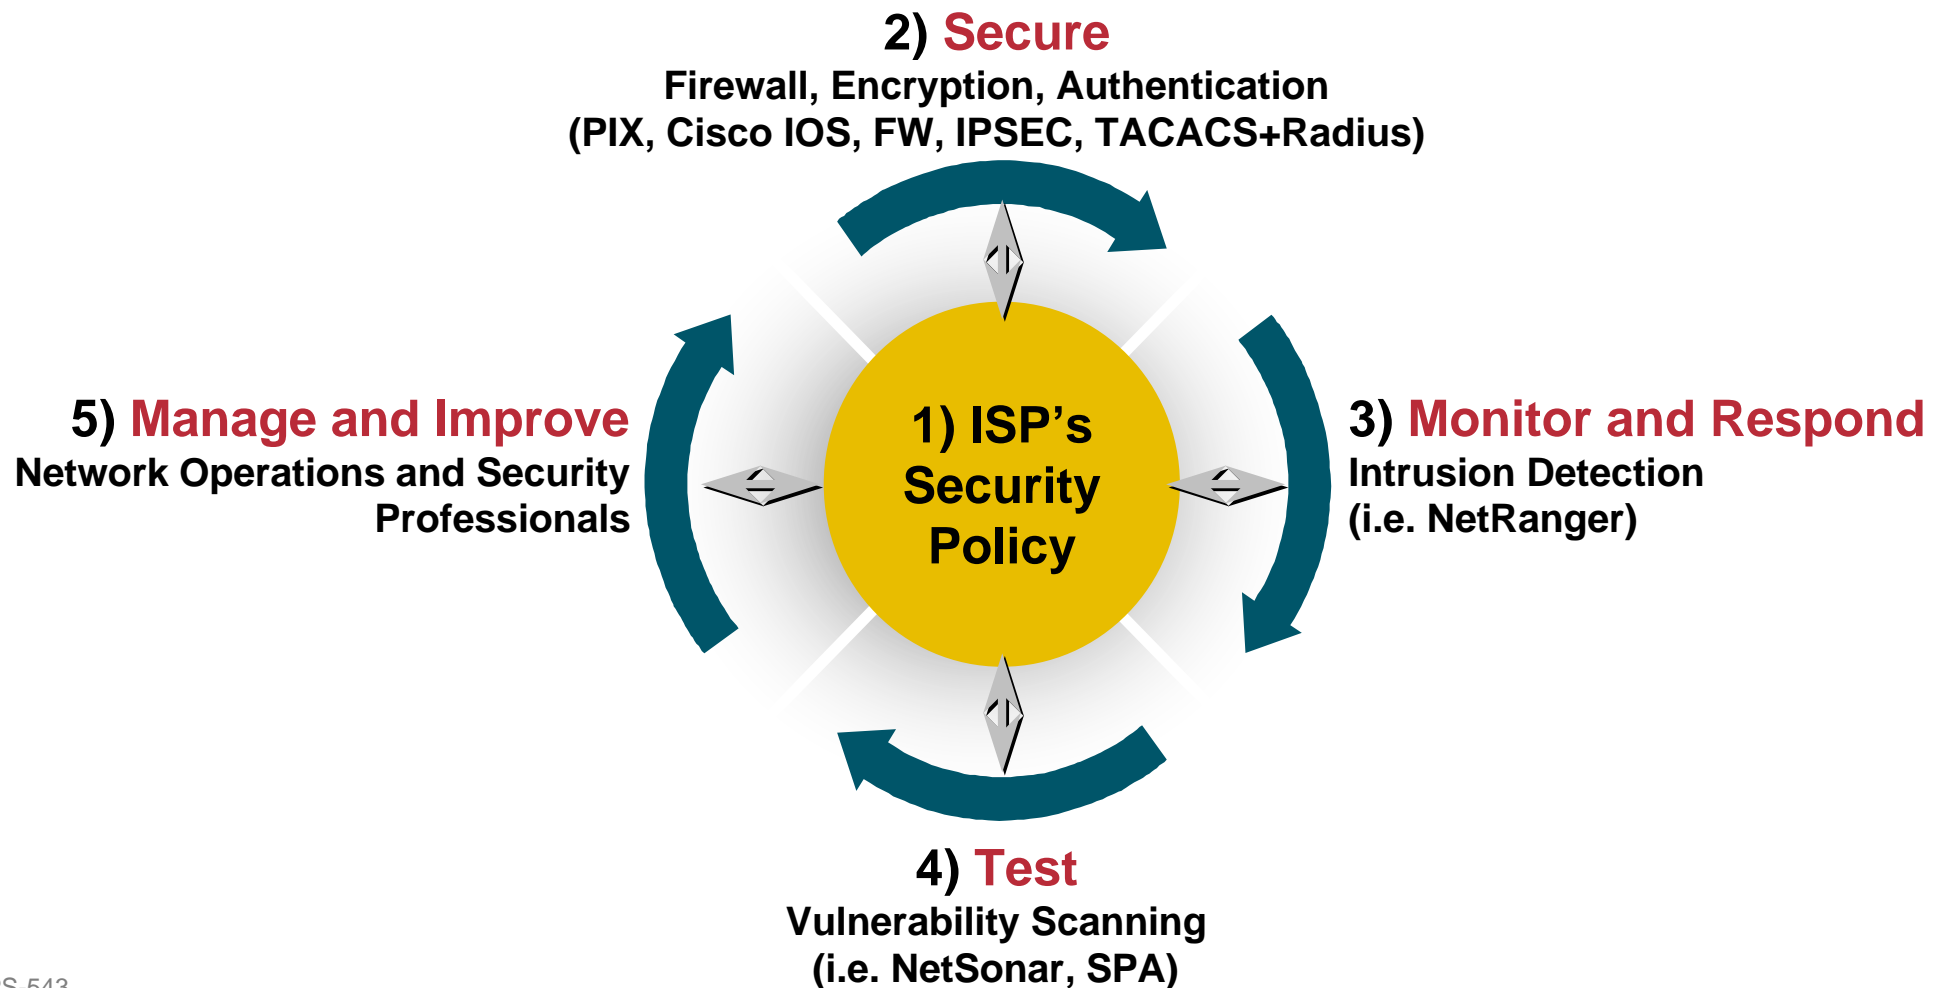 2) Secure
Firewall, Encryption, Authentication
(PIX, Cisco IOS, FW, IPSEC, TACACS+Radius)
1) ISP’s
Security
Policy
3) Monitor and Respond
Intrusion Detection
(i.e. NetRanger)
4) Test
Vulnerability Scanning
(i.e. NetSonar, SPA)
5) Manage and Improve
Network Operations and Security
Professionals
S-543